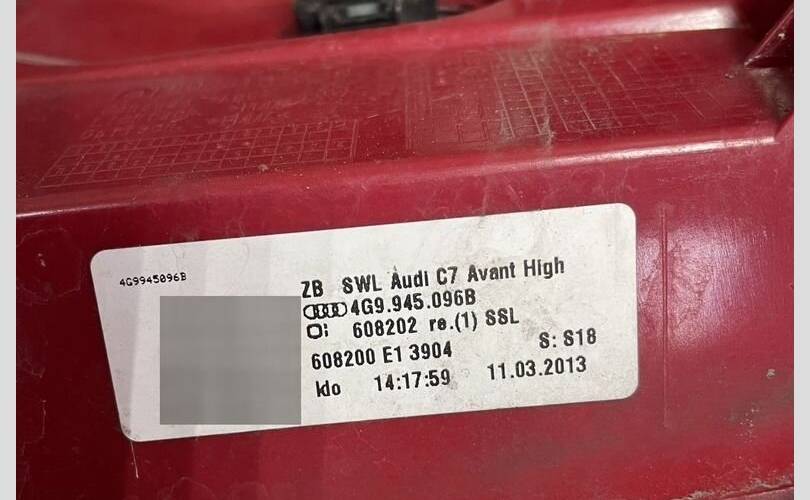 4G9945096B
ZB SWL Audi C7 Avant High
4G9.945.096B
608202 re.(1) SSL
608200 E1 3904 S: S18
klo 14:17:59 11.03.2013